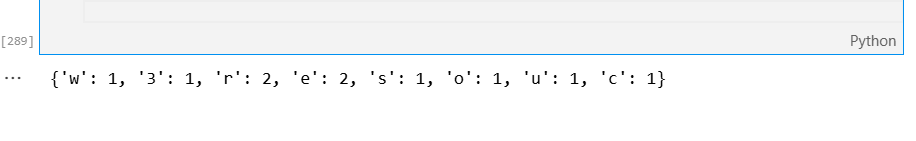 [289]
Python
... {'w': 1, '3': 1, 'r': 2, 'e': 2, 's': 1, 'o': 1, 'u': 1, 'c': 1}